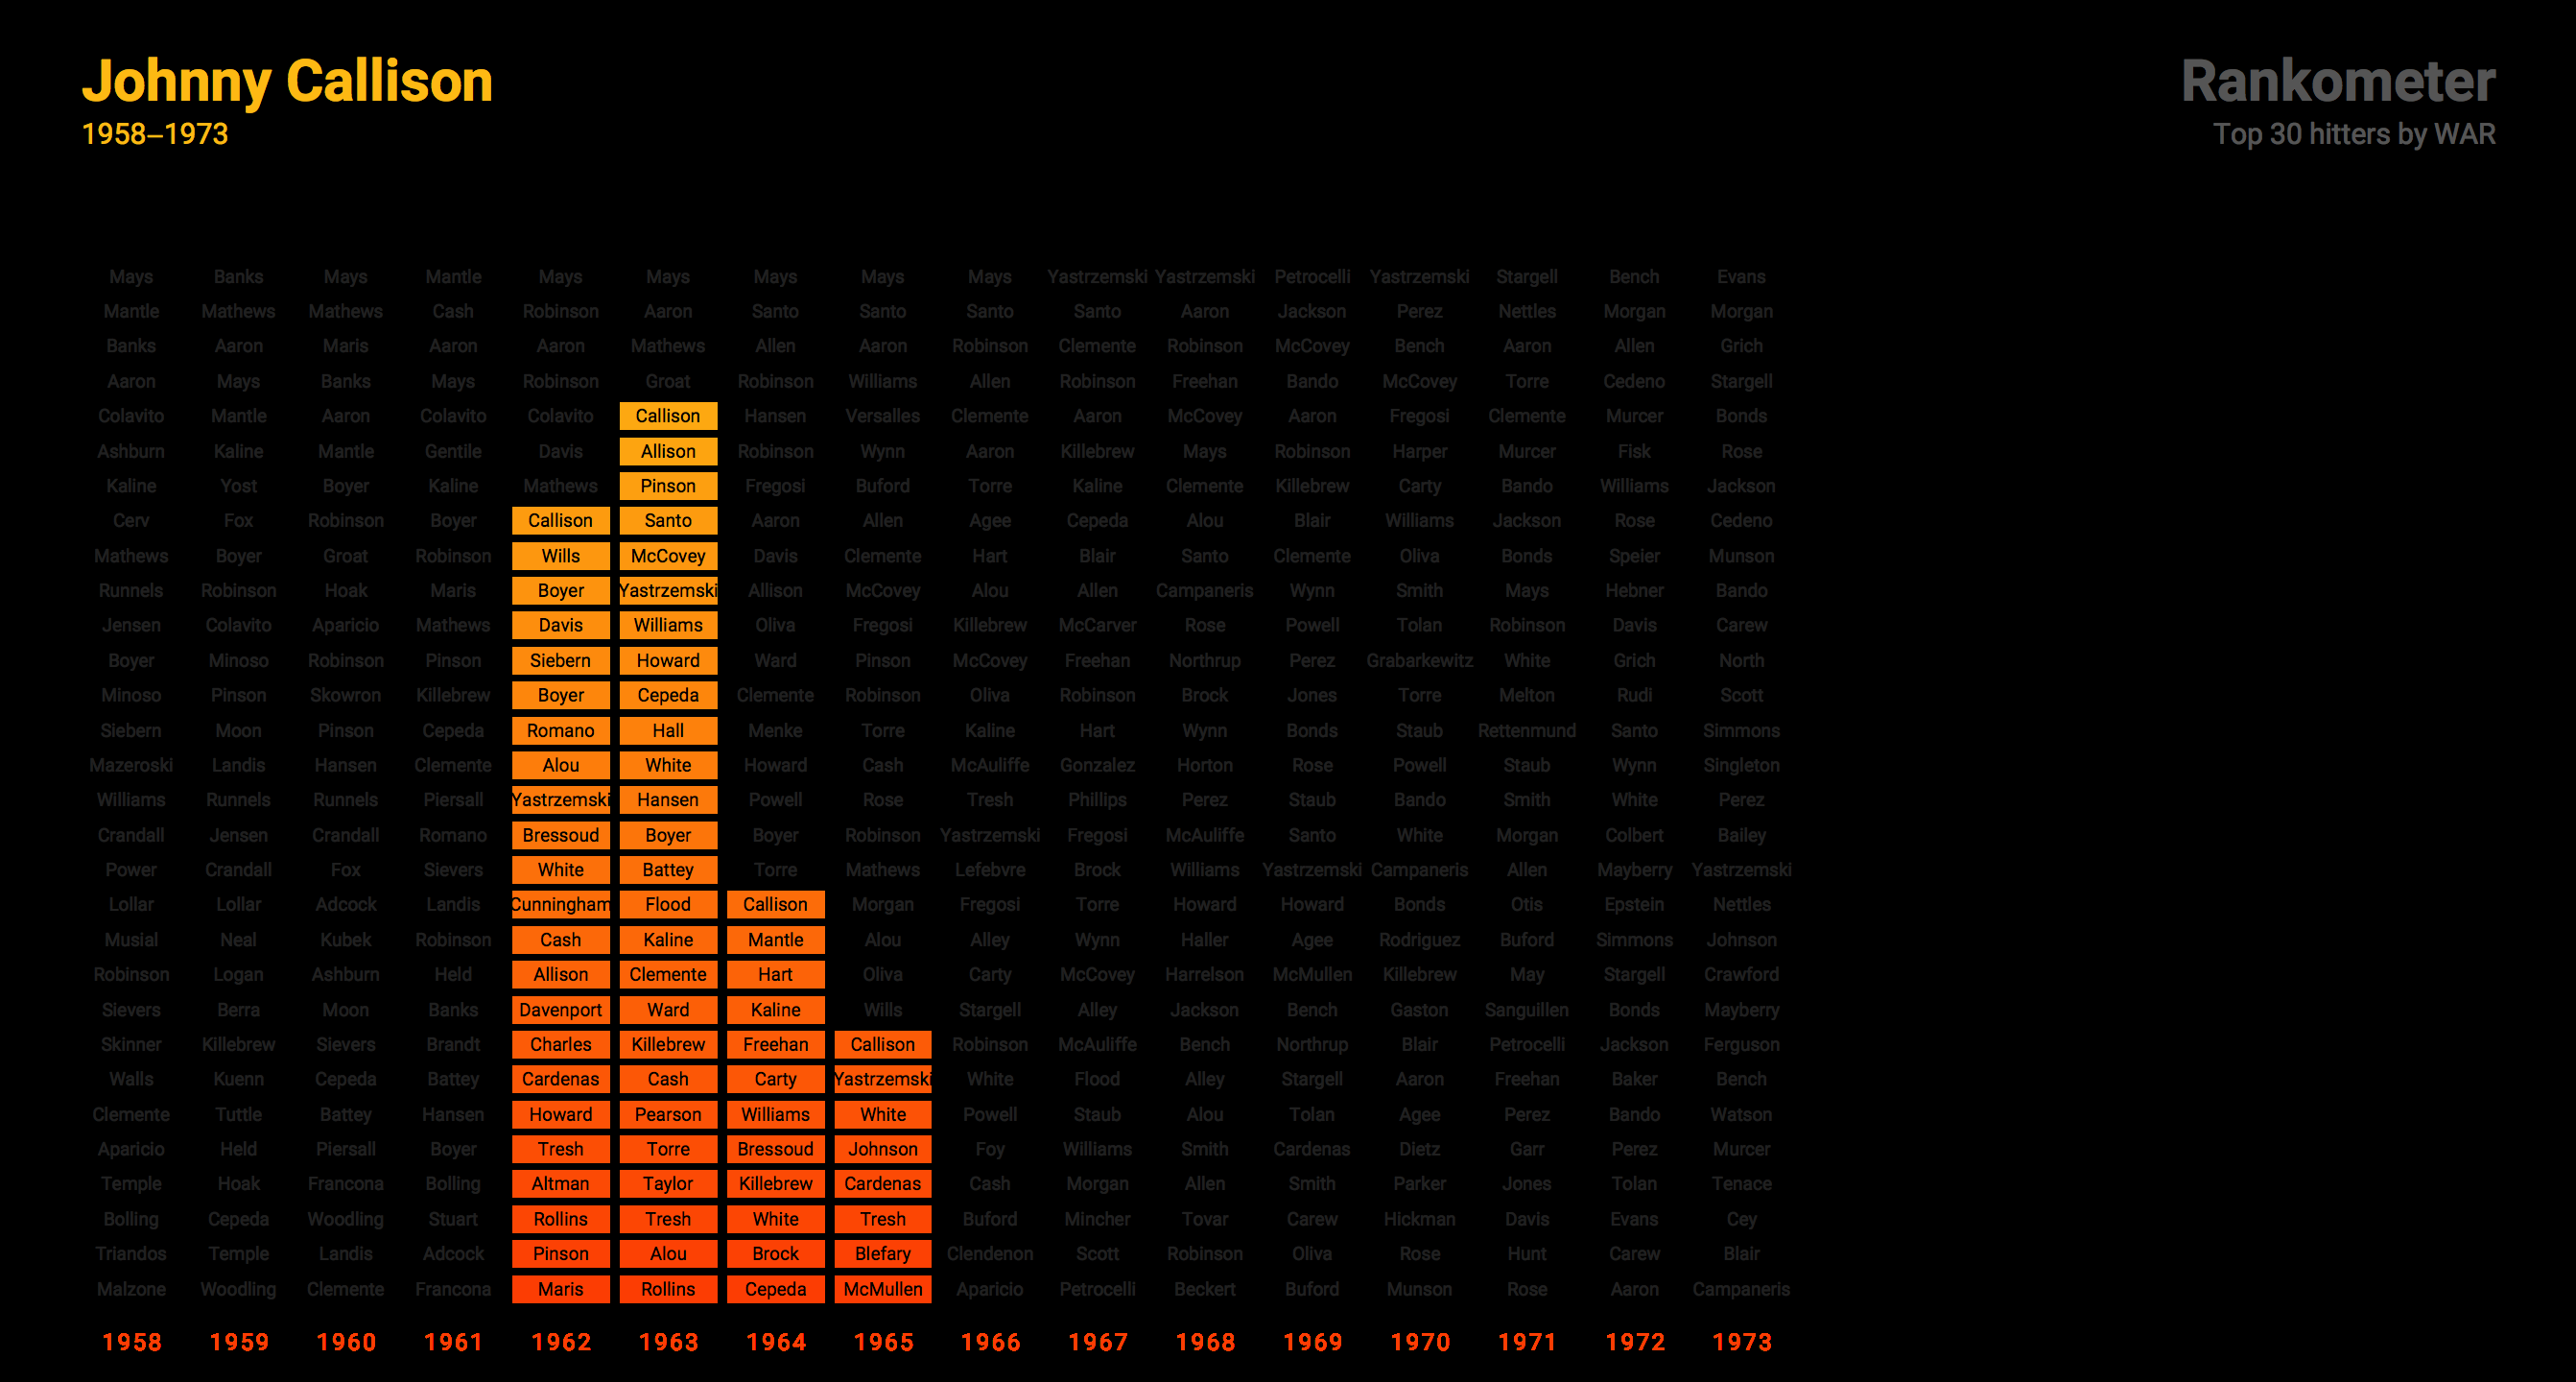 Johnny Callison
1958–1973
Rankometer
Top 30 hitters by WAR
Mays Banks Mays Mantle Mays Mays Mays Mays Mays Yastrzemski Yastrzemski Petrocelli Yastrzemski Stargell Bench Evans
Mantle Mathews Mathews Cash Robinson Aaron Santo Santo Santo Santo Aaron Jackson Perez Nettles Morgan Morgan
Banks Aaron Maris Aaron Aaron Mathews Allen Aaron Robinson Clemente Robinson McCovey Bench Aaron Allen Grich
Aaron Mays Banks Mays Robinson Groat Robinson Williams Allen Robinson Freehan Bando McCovey Torre Cedeno Stargell
Colavito Mantle Aaron Colavito Colavito Callison Hansen Versalles Clemente Aaron McCovey Aaron Fregosi Clemente Murcer Bonds
Ashburn Kaline Mantle Gentile Davis Allison Robinson Wynn Aaron Killebrew Mays Robinson Harper Murcer Fisk Rose
Kaline Yost Boyer Kaline Mathews Pinson Fregosi Buford Torre Kaline Clemente Killebrew Carty Bando Williams Jackson
Cerv Fox Robinson Boyer Callison Santo Aaron Allen Agee Cepeda Alou Blair Williams Jackson Rose Cedeno
Mathews Boyer Groat Robinson Wills McCovey Davis Clemente Hart Blair Santo Clemente Oliva Bonds Speier Munson
Runnels Robinson Hoak Maris Boyer Yastrzemski Allison McCovey Alou Allen Campaneris Wynn Smith Mays Hebner Bando
Jensen Colavito Aparicio Mathews Davis Williams Oliva Fregosi Killebrew McCarver Rose Powell Tolan Robinson Davis Carew
Boyer Minoso Robinson Pinson Siebern Howard Ward Pinson McCovey Freehan Northrup Perez Grabarkewitz White Grich North
Minoso Pinson Skowron Killebrew Boyer Cepeda Clemente Robinson Oliva Robinson Brock Jones Torre Melton Rudi Scott
Siebern Moon Pinson Cepeda Romano Hall Menke Torre Kaline Hart Wynn Bonds Staub Rettenmund Santo Simmons
Mazeroski Landis Hansen Clemente Alou White Howard Cash McAuliffe Gonzalez Horton Rose Powell Staub Wynn Singleton
Williams Runnels Runnels Piersall Yastrzemski Hansen Powell Rose Tresh Phillips Perez Staub Bando Smith White Perez
Crandall Jensen Crandall Romano Bressoud Boyer Boyer Robinson Yastrzemski Fregosi McAuliffe Santo White Morgan Colbert Bailey
Power Crandall Fox Sievers White Battey Torre Mathews Lefebvre Brock Williams Yastrzemski Campaneris Allen Mayberry Yastrzemski
Lollar Lollar Adcock Landis Cunningham Flood Callison Morgan Fregosi Torre Howard Howard Bonds Otis Epstein Nettles
Musial Neal Kubek Robinson Cash Kaline Mantle Alou Alley Wynn Haller Agee Rodriguez Buford Simmons Johnson
Robinson Logan Ashburn Held Allison Clemente Hart Oliva Carty McCovey Harrelson McMullen Killebrew May Stargell Crawford
Sievers Berra Moon Banks Davenport Ward Kaline Wills Stargell Alley Jackson Bench Gaston Sanguillen Bonds Mayberry
Skinner Killebrew Sievers Brandt Charles Killebrew Freehan Callison Robinson McAuliffe Bench Northrup Blair Petrocelli Jackson Ferguson
Walls Kuenn Cepeda Battey Cardenas Cash Carty Yastrzemski White Flood Alley Stargell Aaron Freehan Baker Bench
Clemente Tuttle Battey Hansen Howard Pearson Williams White Powell Staub Alou Tolan Agee Perez Bando Watson
Aparicio Held Piersall Boyer Tresh Torre Bressoud Johnson Foy Williams Smith Cardenas Dietz Garr Perez Murcer
Temple Hoak Francona Bolling Altman Taylor Killebrew Cardenas Cash Morgan Allen Smith Parker Jones Tolan Tenace
Bolling Cepeda Woodling Stuart Rollins Tresh White Tresh Buford Mincher Tovar Carew Hickman Davis Evans Cey
Triandos Temple Landis Adcock Pinson Alou Brock Blefary Clendenon Scott Robinson Oliva Rose Hunt Carew Blair
Malzone Woodling Clemente Francona Maris Rollins Cepeda McMullen Aparicio Petrocelli Beckert Buford Munson Rose Aaron Campaneris
1958 1959 1960 1961 1962 1963 1964 1965 1966 1967 1968 1969 1970 1971 1972 1973